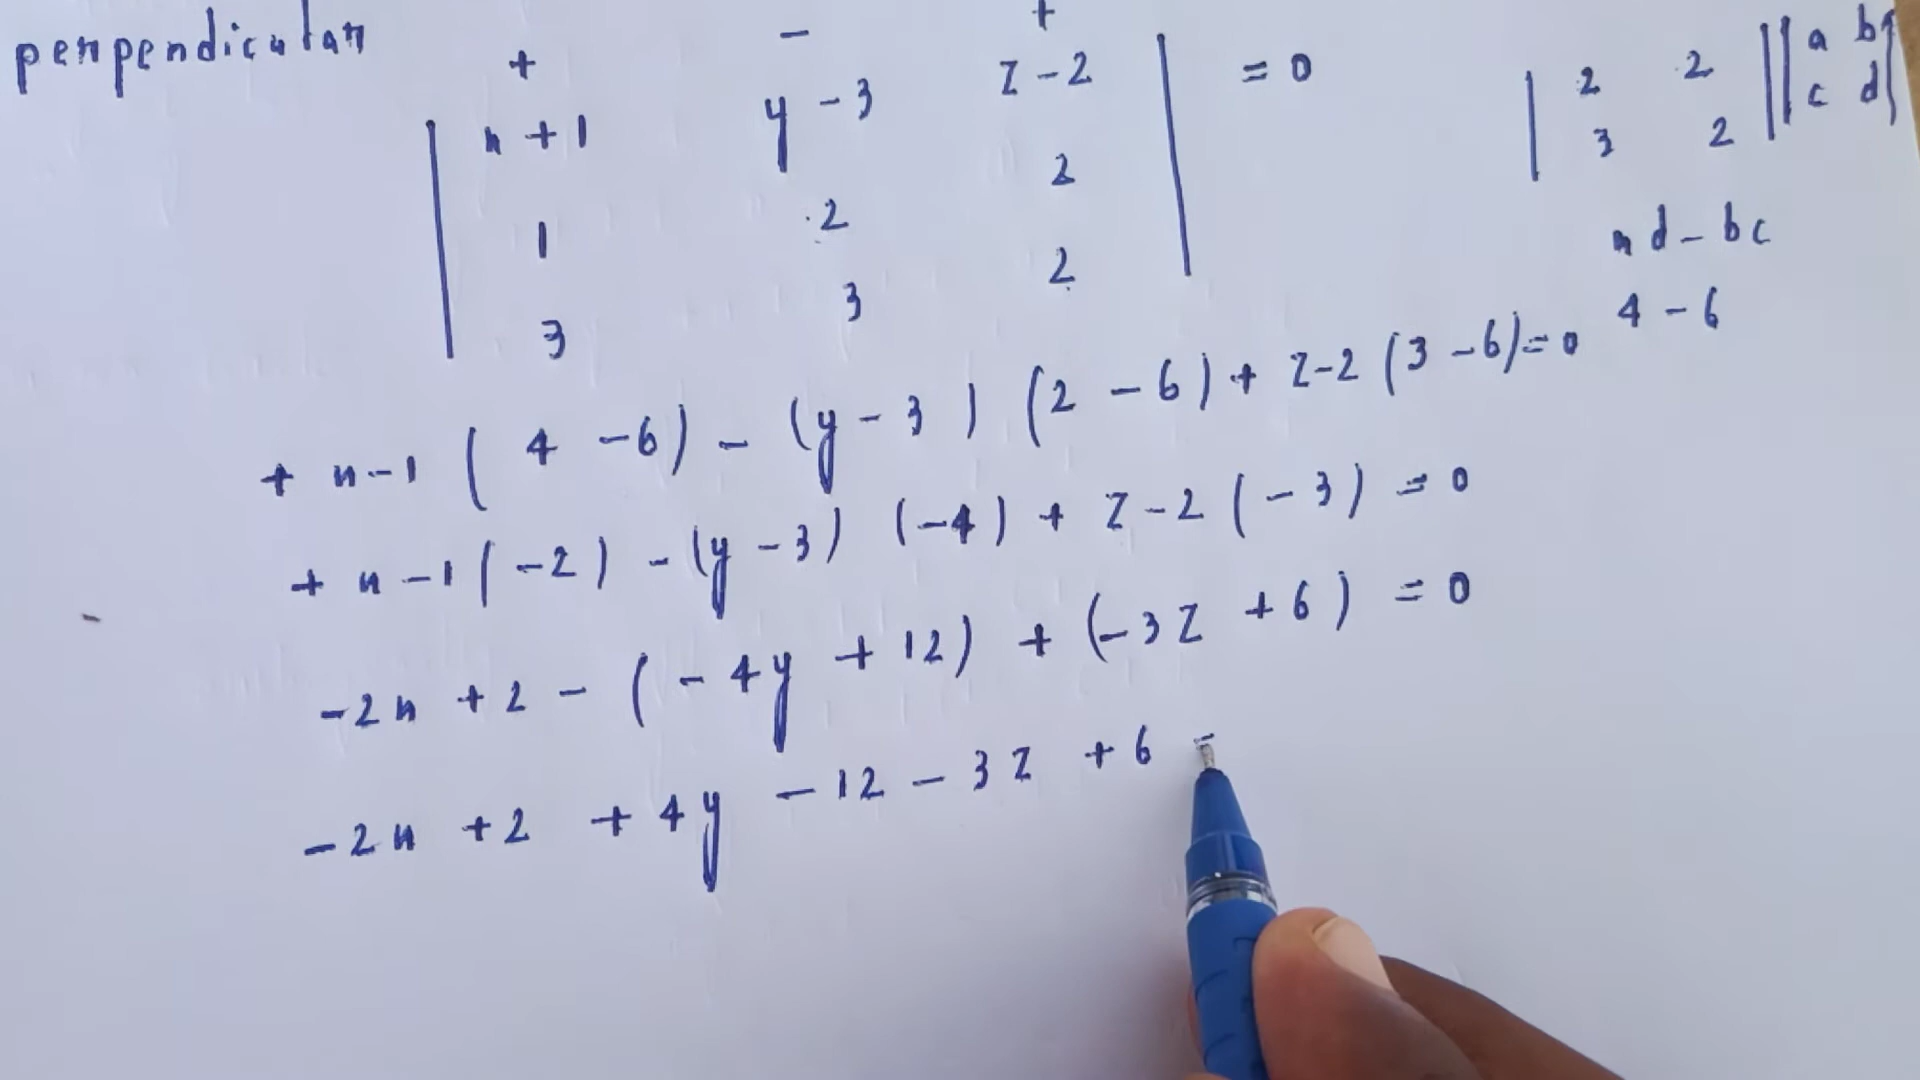 perpendicular
+ - +
| x + 1 y - 3 z - 2 | = 0
1 2 2
3 3 2
| 2 2 | | a b |
3 2 c d
ad - bc
4 - 6
+ x - 1 ( 4 - 6 ) - ( y - 3 ) ( 2 - 6 ) + z - 2 ( 3 - 6 ) = 0
+ x - 1 ( - 2 ) - ( y - 3 ) ( - 4 ) + z - 2 ( - 3 ) = 0
- 2x + 2 - ( - 4y + 12 ) + ( - 3z + 6 ) = 0
- 2x + 2 + 4y - 12 - 3z + 6 =